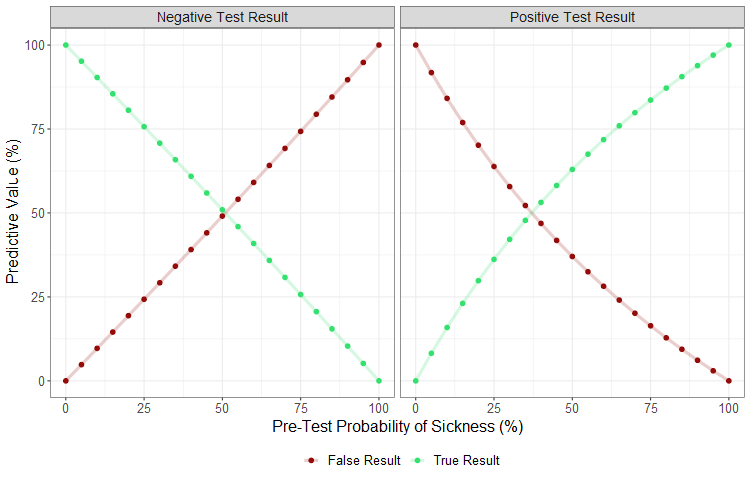 Negative Test Result
Positive Test Result
Predictive Value (%)
100
75
50
25
0
0 25 50 75 100
0 25 50 75 100
Pre-Test Probability of Sickness (%)
False Result True Result